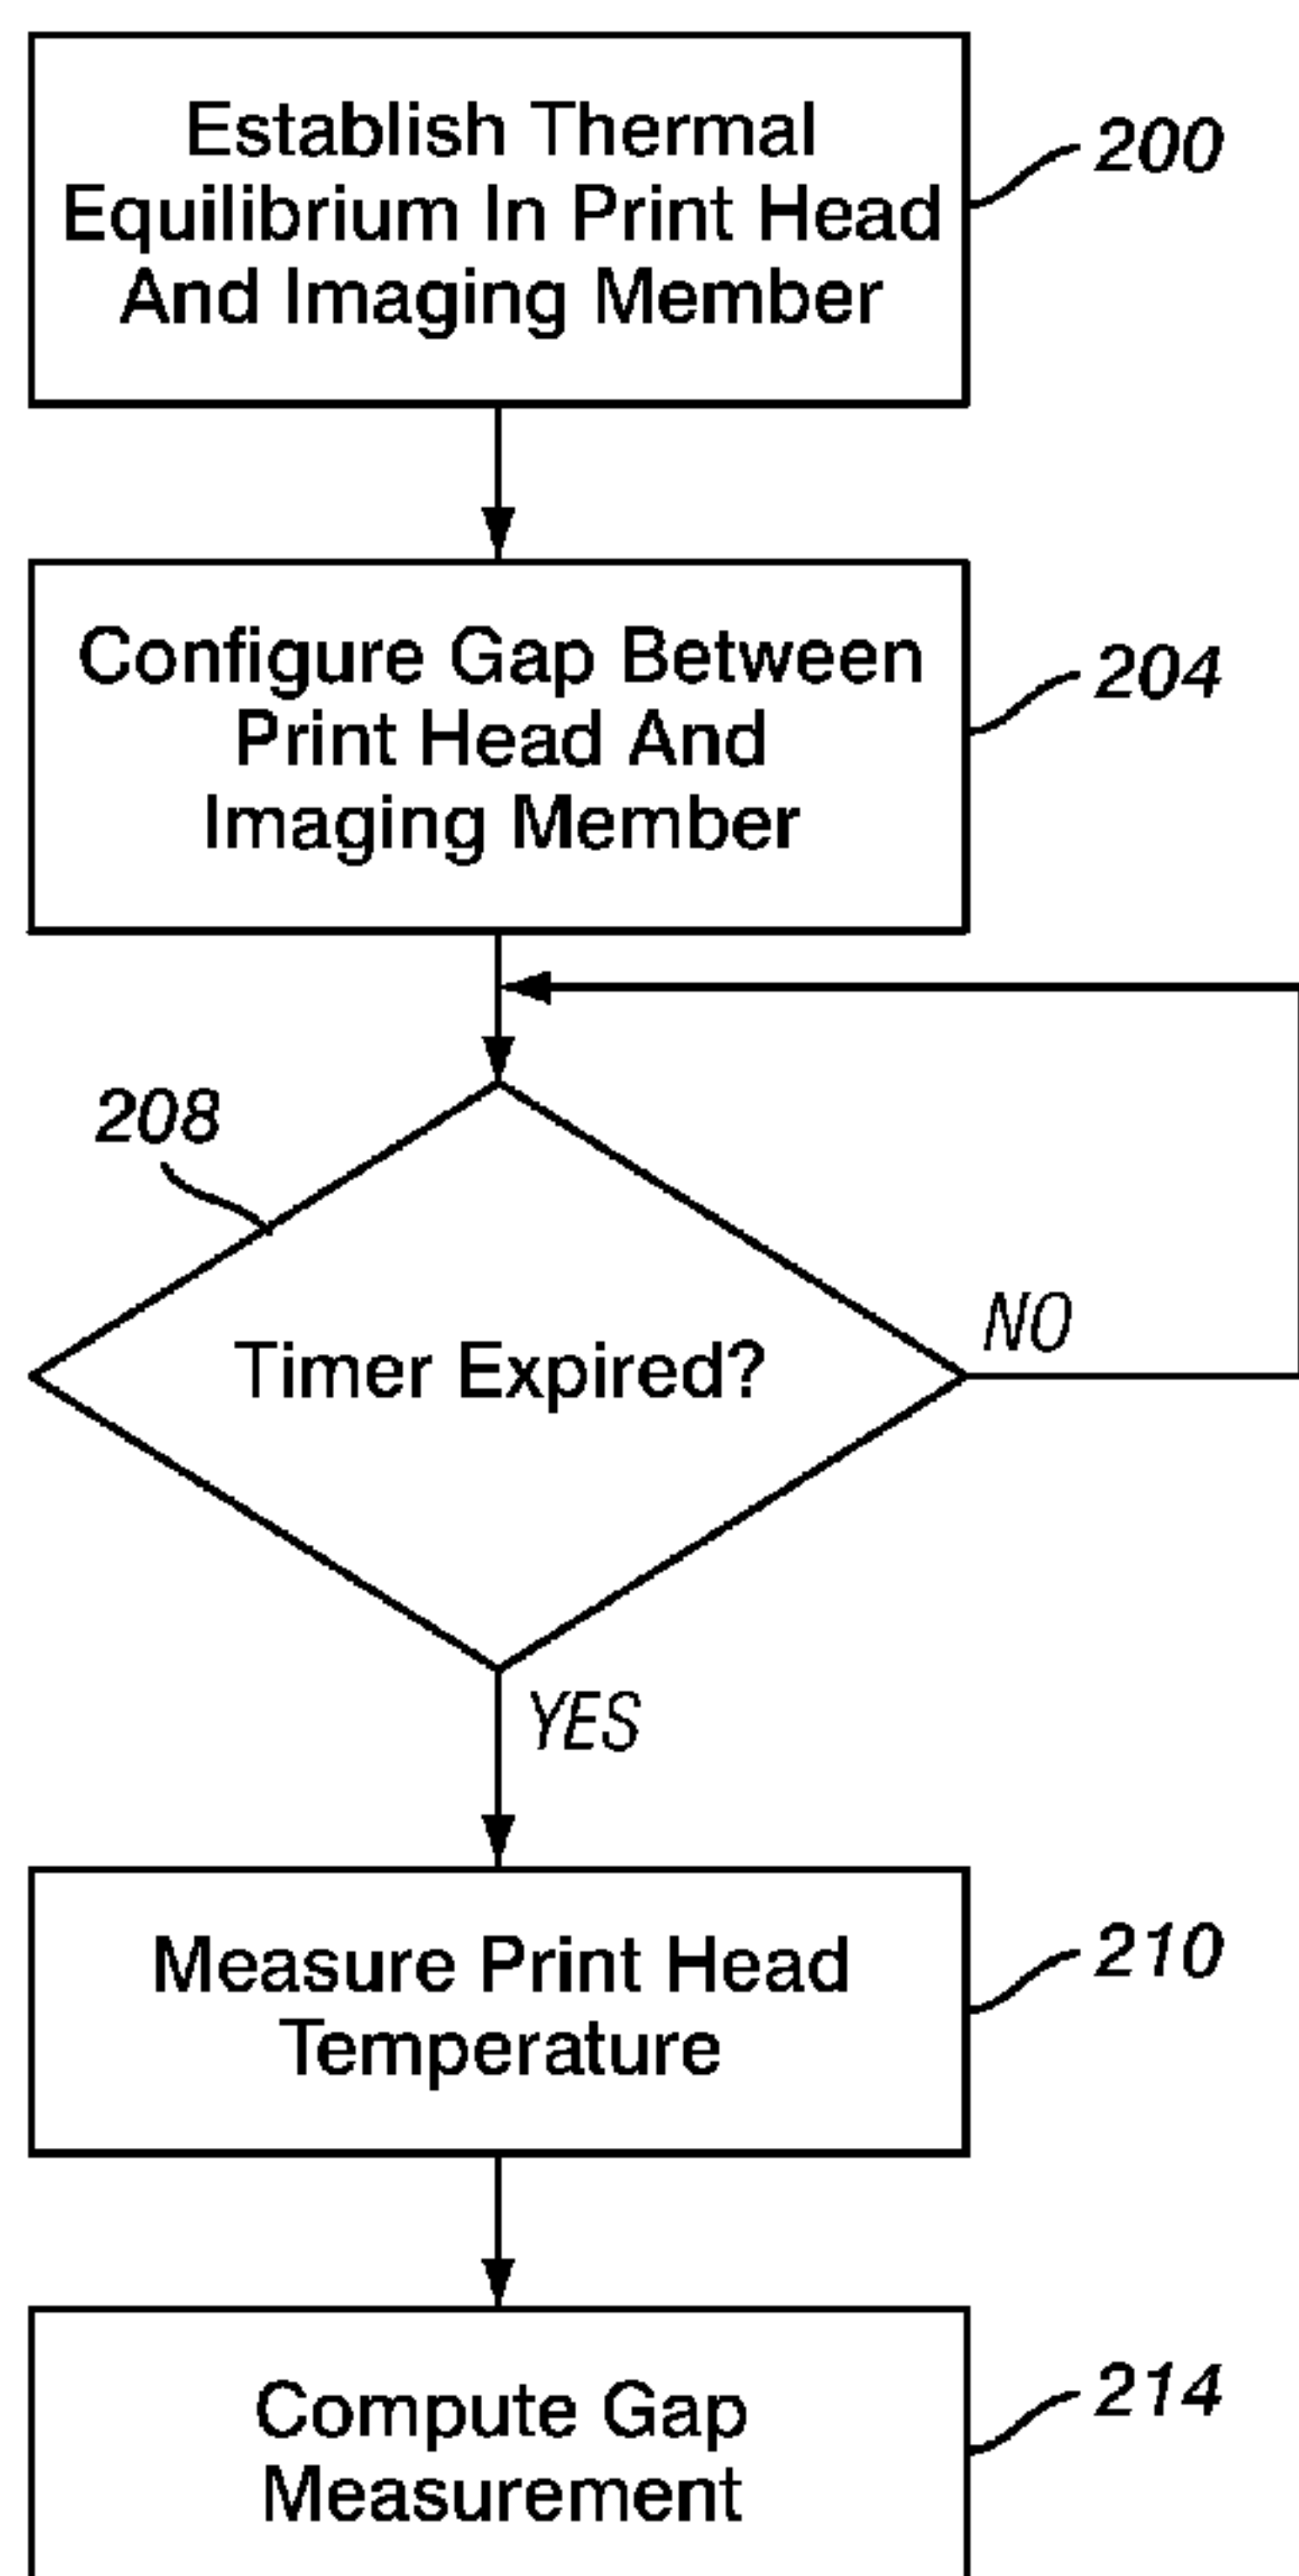 Establish Thermal
Equilibrium In Print Head
And Imaging Member
200
Configure Gap Between
Print Head And
Imaging Member
204
208
Timer Expired?
NO
YES
Measure Print Head
Temperature
210
Compute Gap
Measurement
214